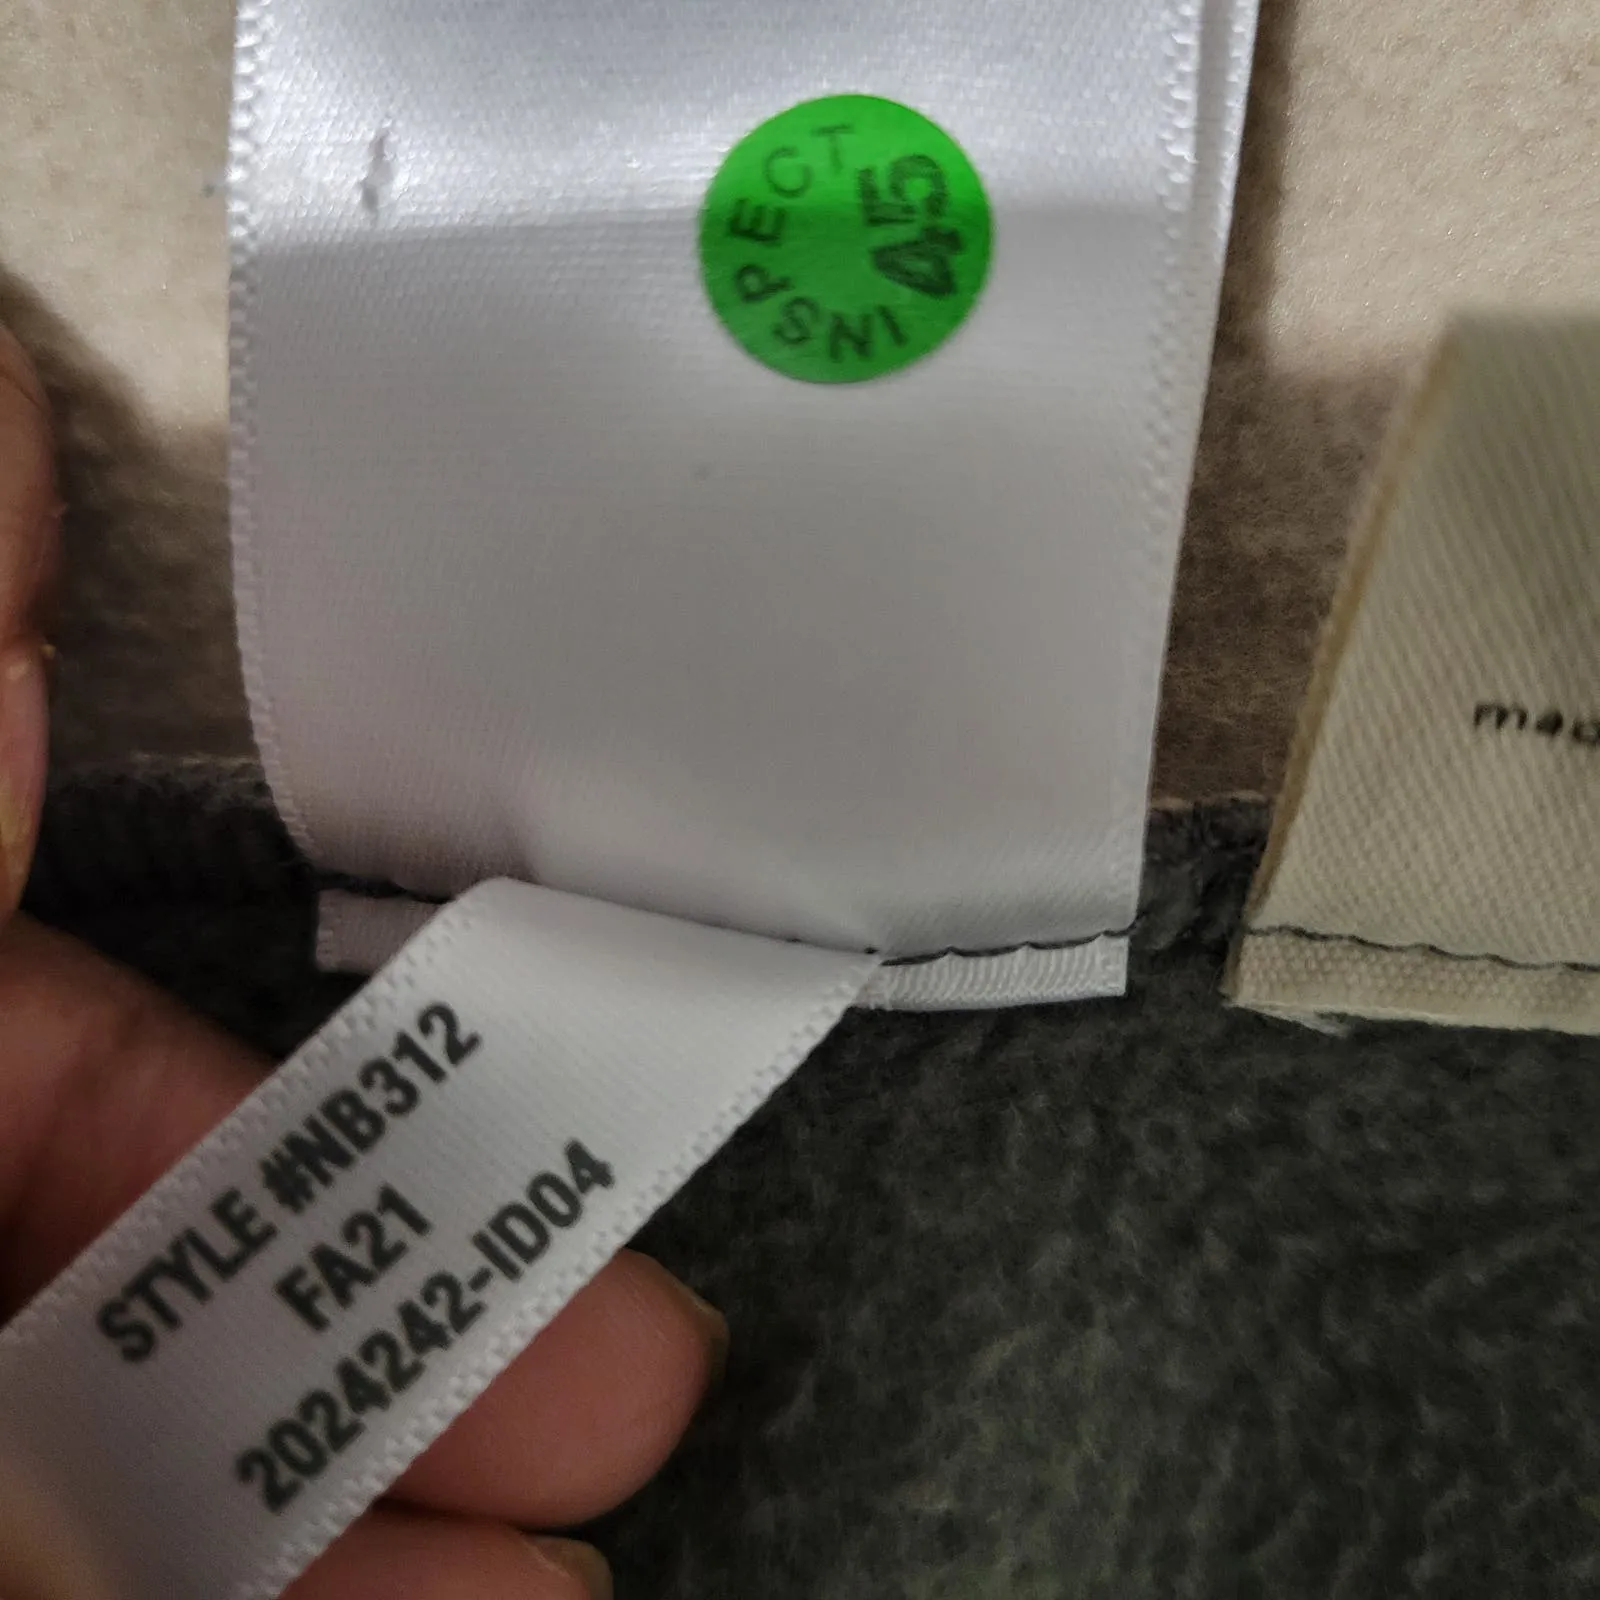 INSPECT
45
STYLE #NB312
FA21
2024242-ID04